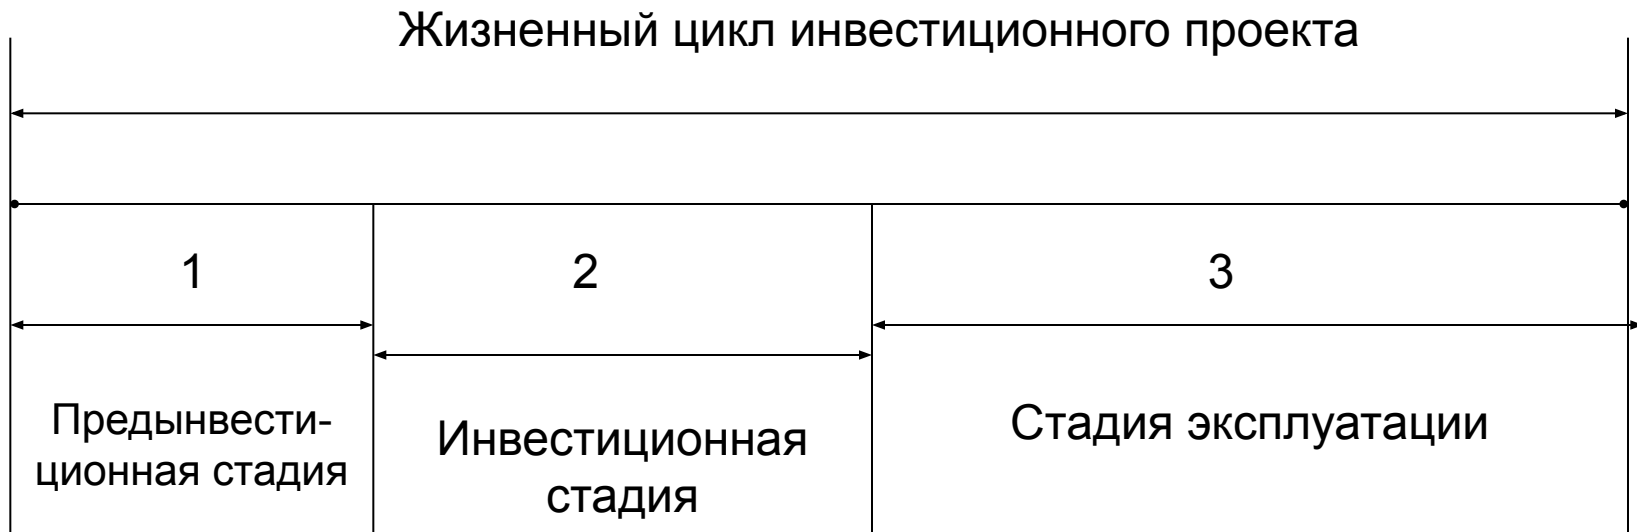 Жизненный цикл инвестиционного проекта
1
2
3
Предынвести-
ционная стадия
Инвестиционная
стадия
Стадия эксплуатации